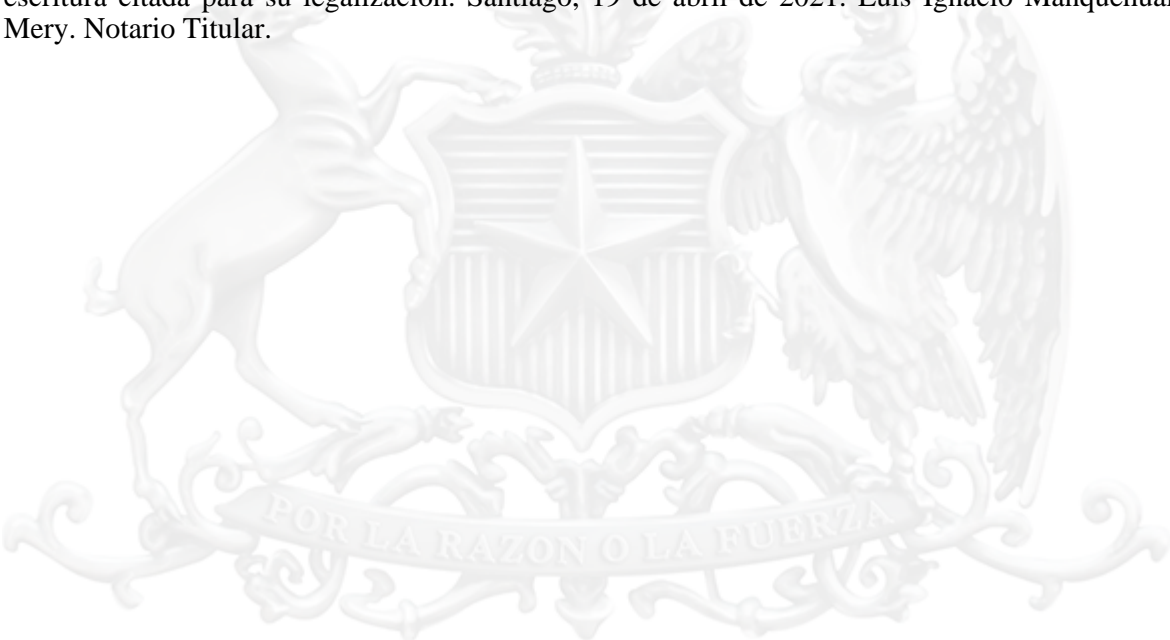 escritura citada para su legalización. Santiago, 19 de abril de 2021. Luis Ignacio Manquehual
Mery. Notario Titular.
POR LA RAZON O LA FUERZA